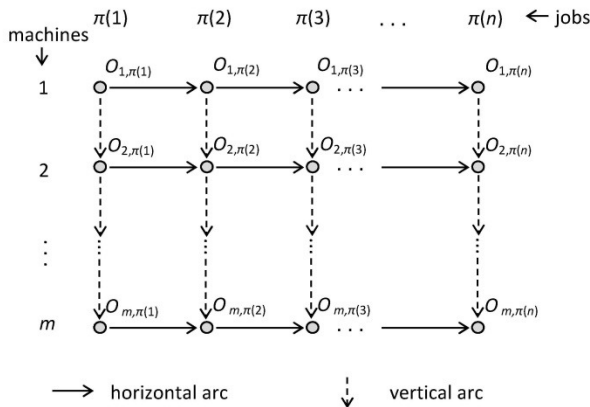 π(1) π(2) π(3) ... π(n) ← jobs
machines
O1,π(1) O1,π(2) O1,π(3) O1,π(n)
1 ...
O2,π(1) O2,π(2) O2,π(3) O2,π(n)
2 ...
⋮
Om,π(1) Om,π(2) Om,π(3) Om,π(n)
m ...
horizontal arc vertical arc